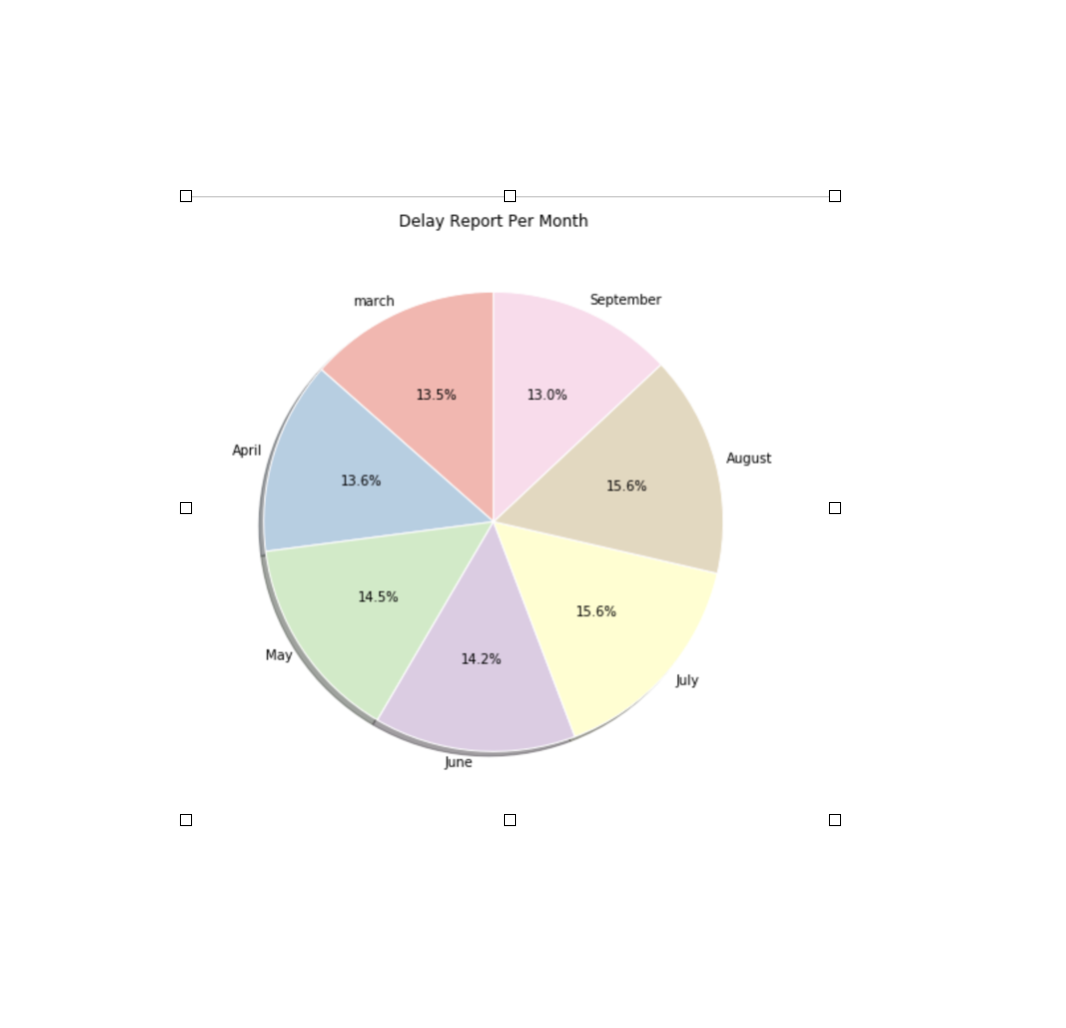 Delay Report Per Month
march
September
13.5%
13.0%
April
August
13.6%
15.6%
14.5%
15.6%
May
14.2%
July
June